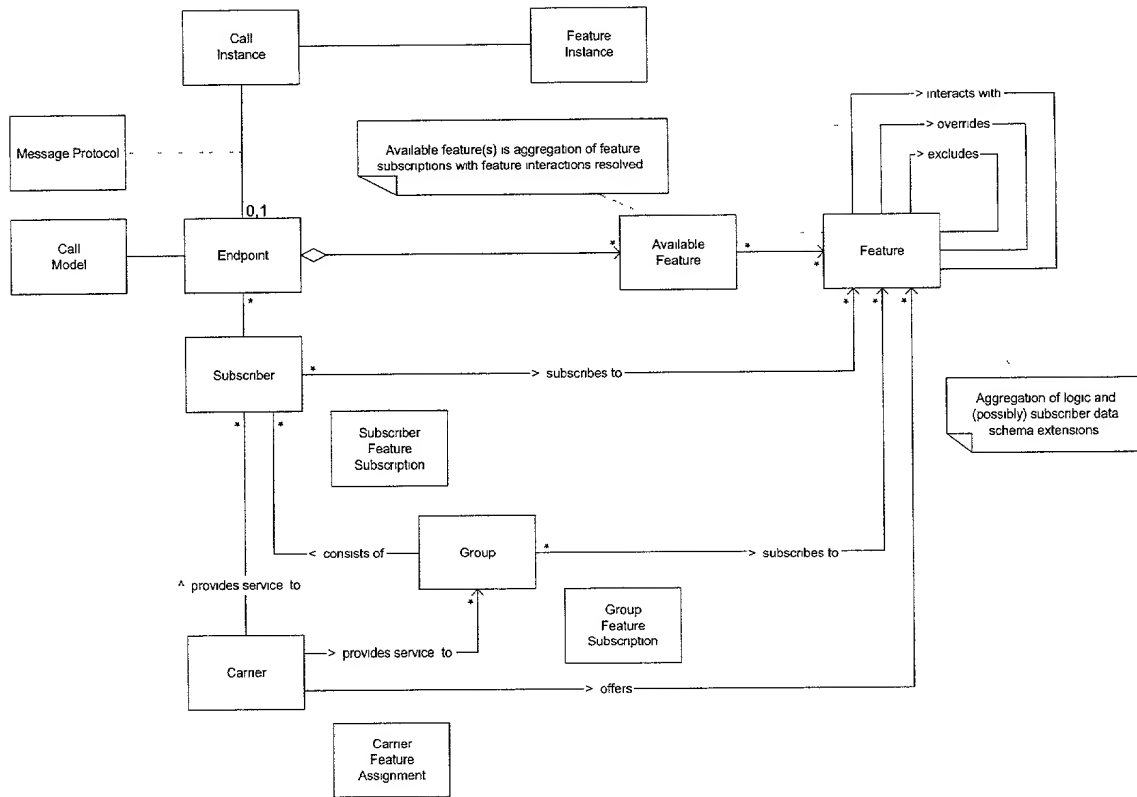 Call
Instance
Feature
Instance
> interacts with
> overrides
> excludes
Message Protocol
Available feature(s) is aggregation of feature
subscriptions with feature interactions resolved
0,1
Call
Model
Endpoint
*
Available
Feature
*
*
Feature
*
Subscriber
*
> subscribes to
*
*
*
*
*
Subscriber
Feature
Subscription
Aggregation of logic and
(possibly) subscriber data
schema extensions
< consists of
Group
*
> subscribes to
^ provides service to
*
Group
Feature
Subscription
Carrier
> provides service to
> offers
Carrier
Feature
Assignment